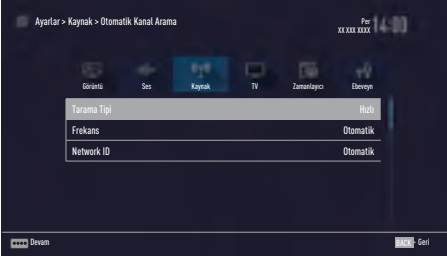 Ayarlar > Kaynak > Otomatik Kanal Arama
Per
XX XXX XXXX
14:00
Görüntü Ses Kaynak TV Zamanlayıcı Ebeveyn
Tarama Tipi Hızlı
Frekans Otomatik
Network ID Otomatik
Devam BACK - Geri